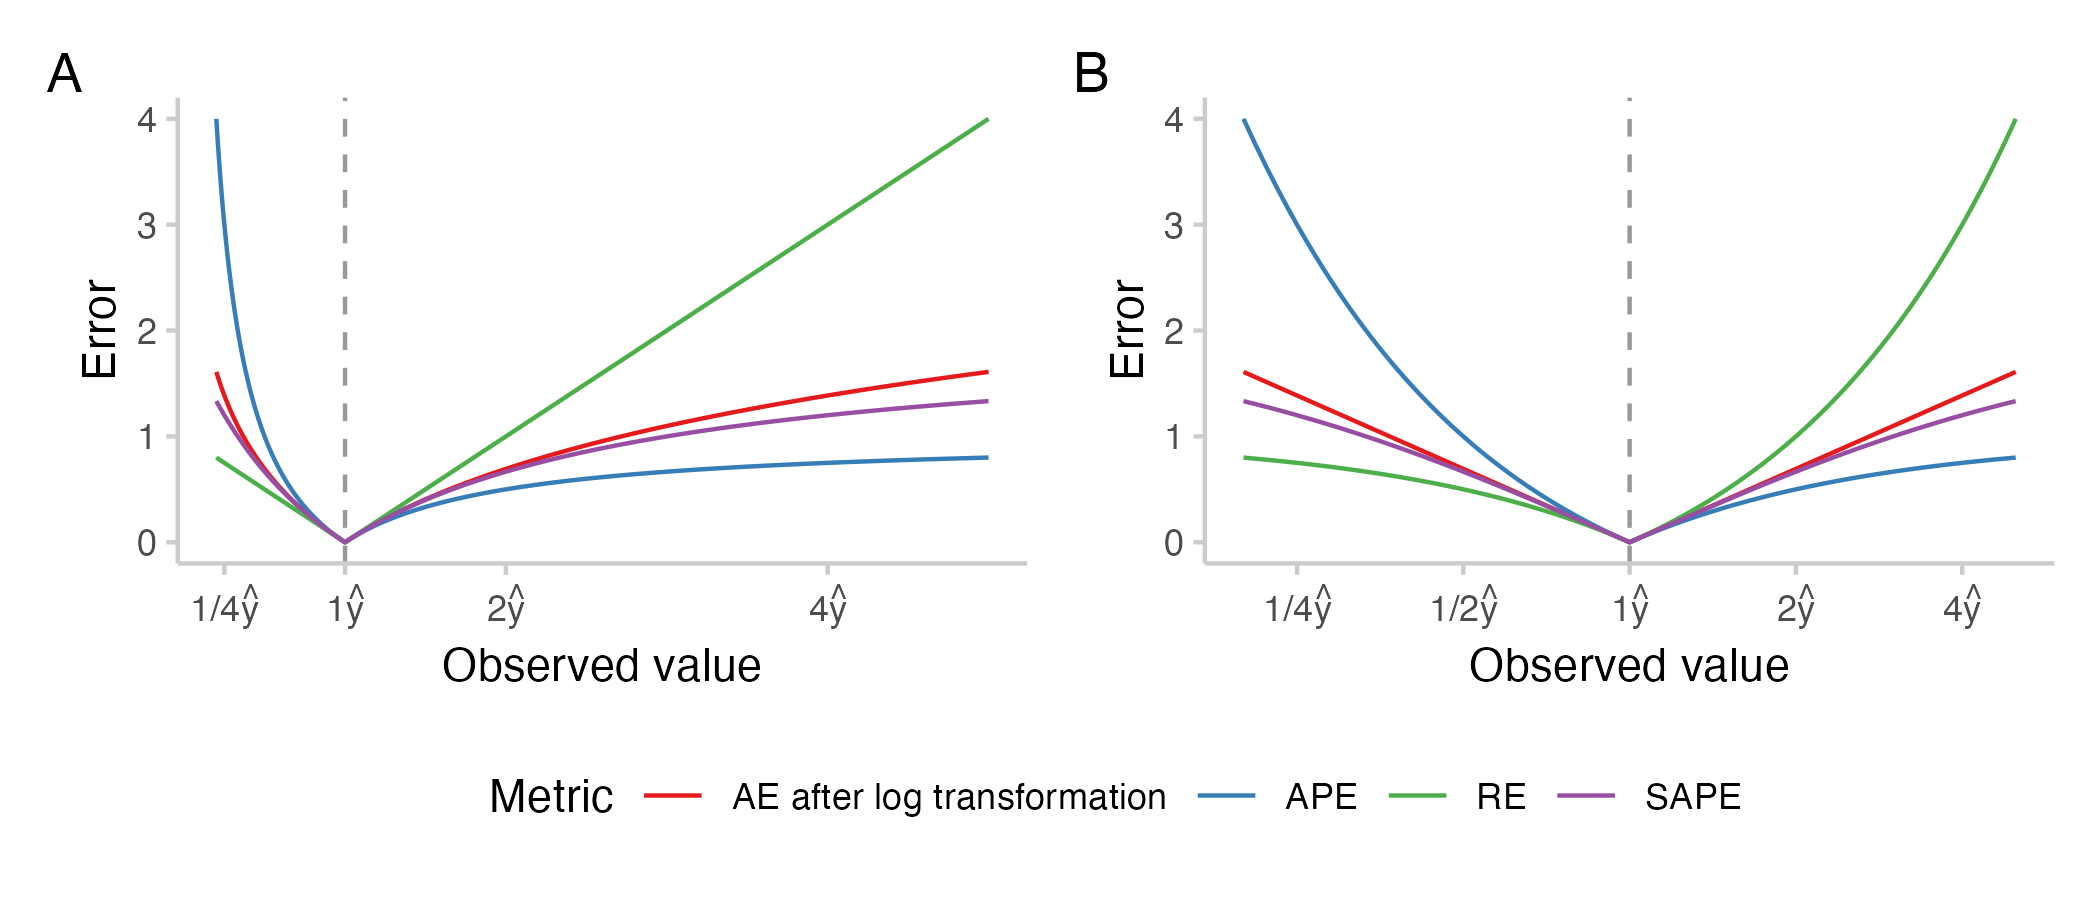 A
B
Error
4
3
2
1
0
1/4ŷ 1ŷ 2ŷ 4ŷ
Observed value
Error
4
3
2
1
0
1/4ŷ 1/2ŷ 1ŷ 2ŷ 4ŷ
Observed value
Metric AE after log transformation APE RE SAPE